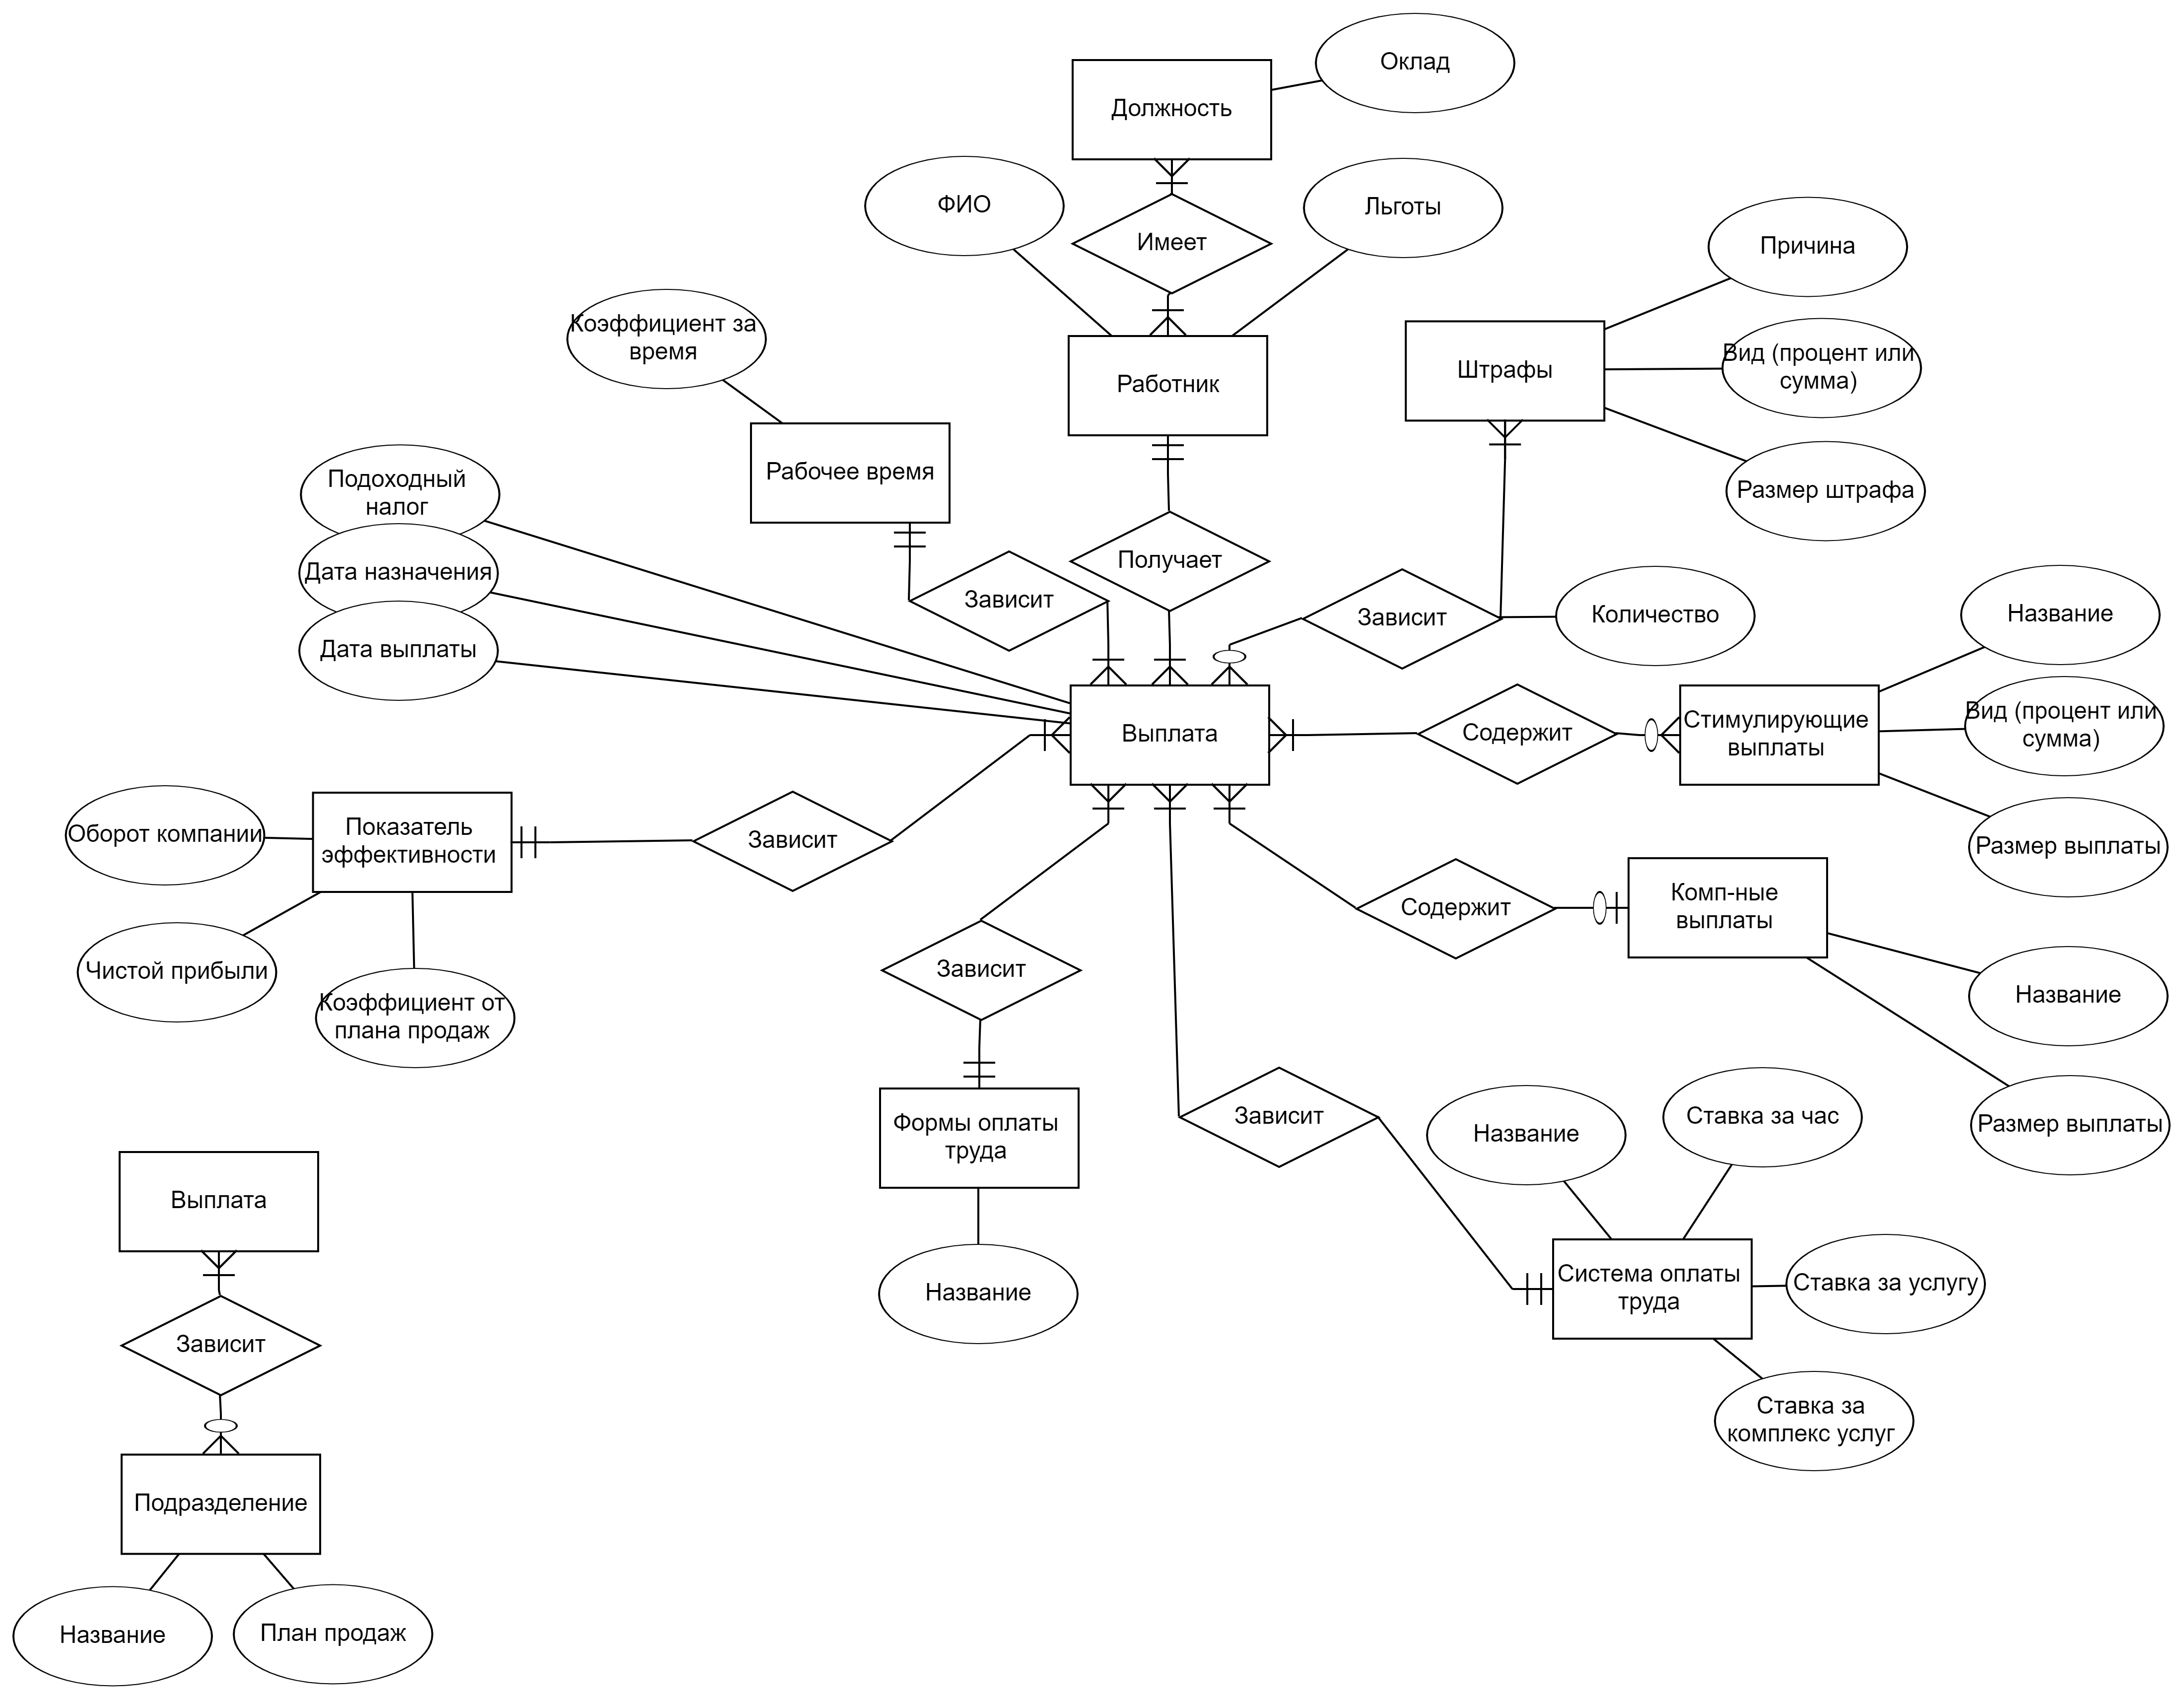 Оклад
Должность
ФИО
Имеет
Льготы
Причина
Коэффициент за
время
Штрафы
Вид (процент или
сумма)
Работник
Рабочее время
Размер штрафа
Подоходный
налог
Дата назначения
Дата выплаты
Зависит
Получает
Зависит
Количество
Название
Выплата
Содержит
Стимулирующие
выплаты
Вид (процент или
сумма)
Размер выплаты
Оборот компании
Показатель
эффективности
Зависит
Чистой прибыли
Коэффициент от
плана продаж
Зависит
Содержит
Комп-ные
выплаты
Название
Размер выплаты
Формы оплаты
труда
Зависит
Название
Ставка за час
Выплата
Название
Система оплаты
труда
Ставка за услугу
Зависит
Ставка за
комплекс услуг
Подразделение
Название
План продаж